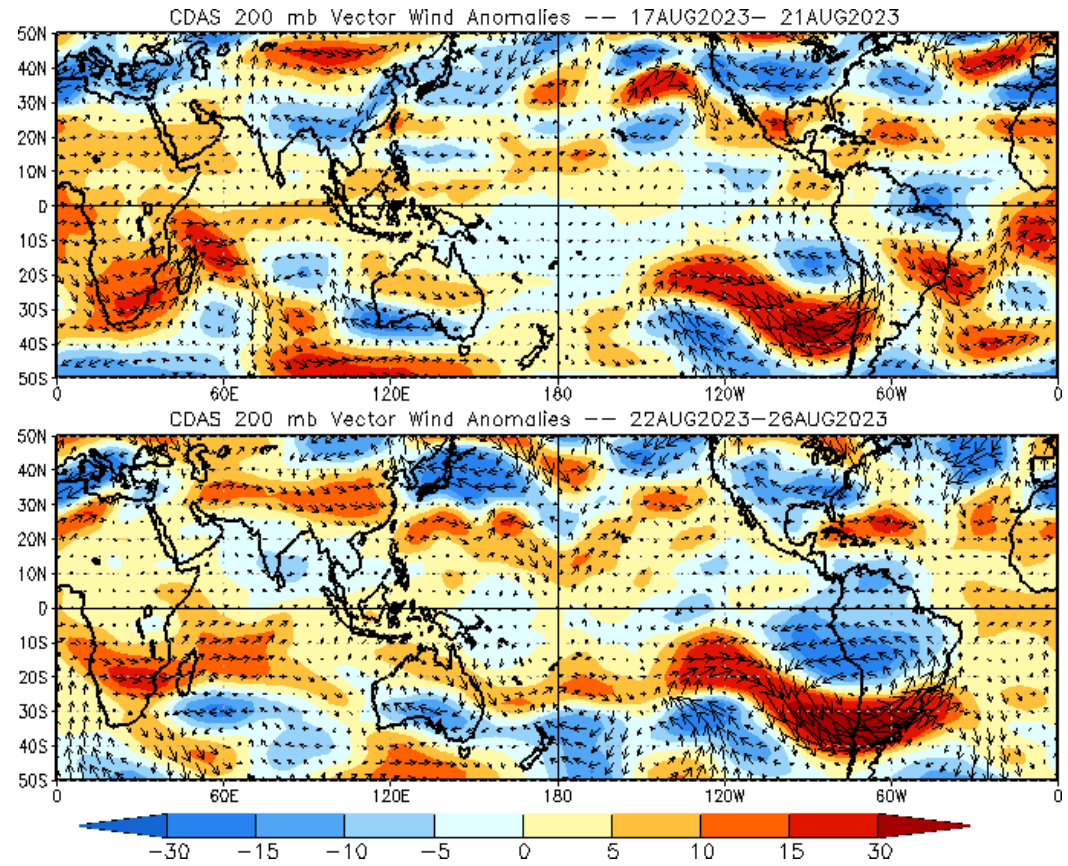 CDAS 200 mb Vector Wind Anomalies -- 17AUG2023- 21AUG2023
50N
40N
30N
20N
10N
0
10S
20S
30S
40S
50S
0 60E 120E 180 120W 60W 0
CDAS 200 mb Vector Wind Anomalies -- 22AUG2023-26AUG2023
50N
40N
30N
20N
10N
0
10S
20S
30S
40S
50S
0 60E 120E 180 120W 60W 0
-30 -15 -10 -5 0 5 10 15 30